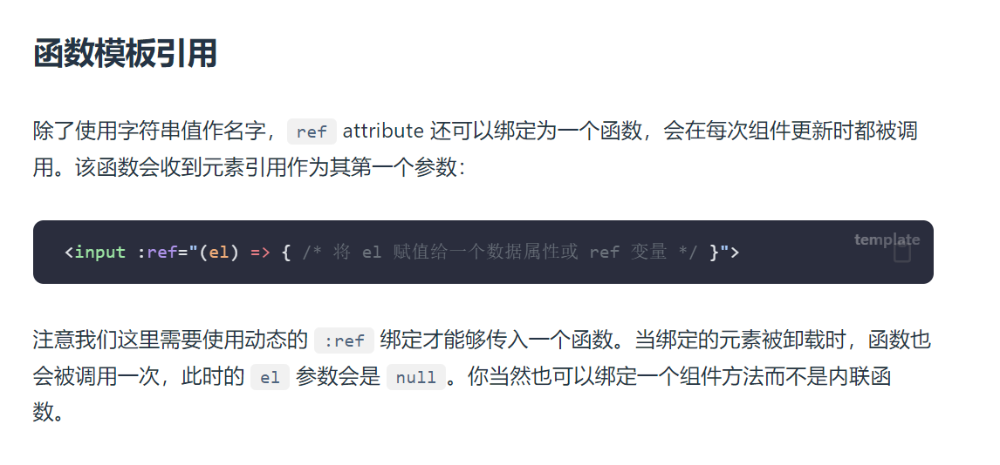 函数模板引用
除了使用字符串值作名字， ref attribute 还可以绑定为一个函数，会在每次组件更新时都被调
用。该函数会收到元素引用作为其第一个参数：
template
<input :ref="(el) => { /* 将 el 赋值给一个数据属性或 ref 变量 */ }">
注意我们这里需要使用动态的 :ref 绑定才能够传入一个函数。当绑定的元素被卸载时，函数也
会被调用一次，此时的 el 参数会是 null 。你当然也可以绑定一个组件方法而不是内联函
数。